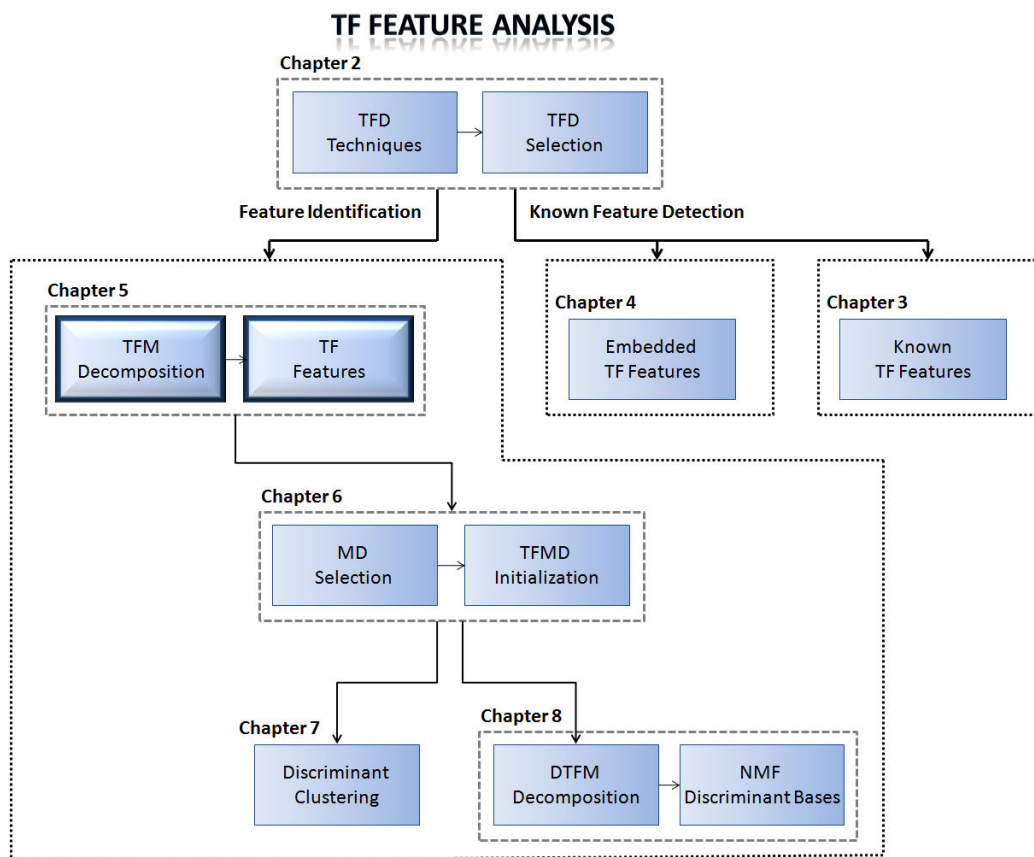 TF FEATURE ANALYSIS
Chapter 2
TFD
Techniques
TFD
Selection
Feature Identification
Known Feature Detection
Chapter 5
TFM
Decomposition
TF
Features
Chapter 4
Embedded
TF Features
Chapter 3
Known
TF Features
Chapter 6
MD
Selection
TFMD
Initialization
Chapter 7
Discriminant
Clustering
Chapter 8
DTFM
Decomposition
NMF
Discriminant Bases